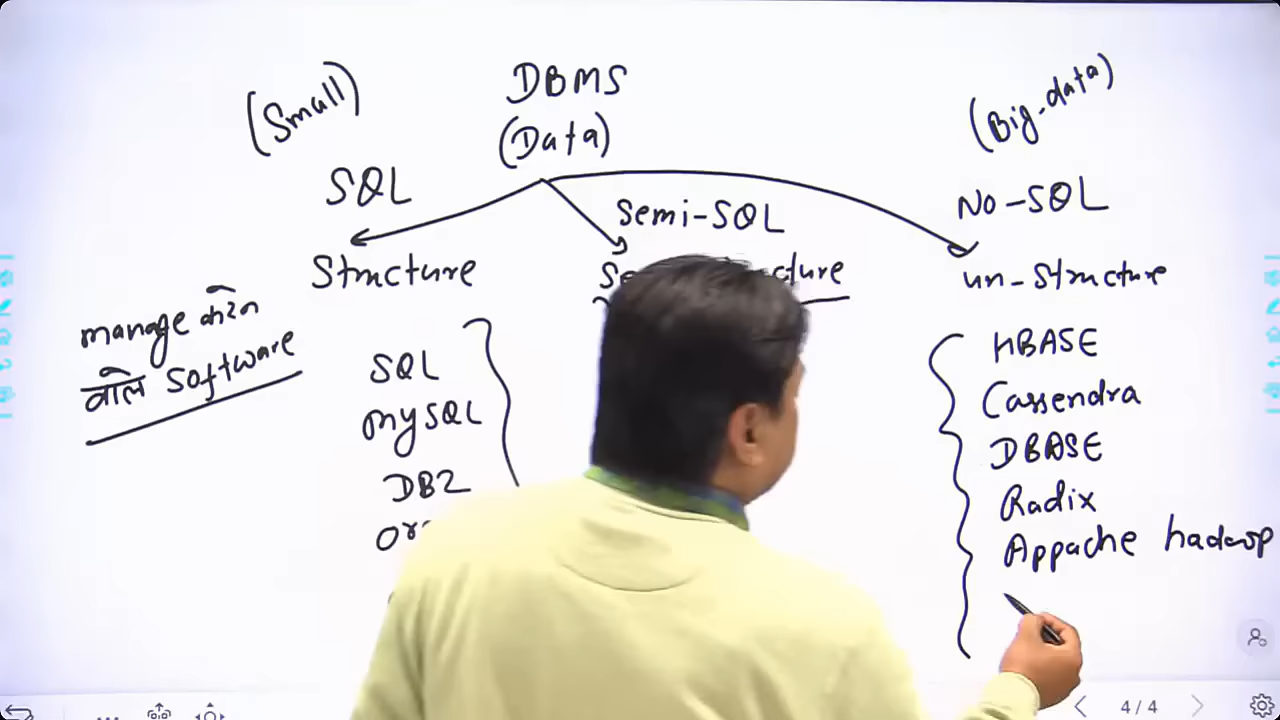 DBMS
(Data)
(Small)
SQL
Structure
manage करने
वाले Software
SQL
MySQL
DB2
Semi-SQL
(Big-data)
No-SQL
un-Structure
HBASE
Cassendra
DBASE
Radix
Appache hadoop
4/4